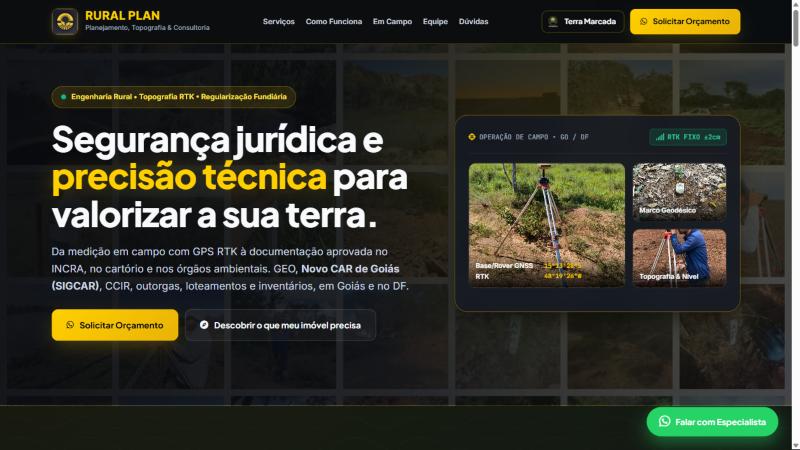 RURAL PLAN
Planejamento, Topografia & Consultoria
Serviços
Como Funciona
Em Campo
Equipe
Dúvidas
Terra Marcada
Solicitar Orçamento
Engenharia Rural • Topografia RTK • Regularização Fundiária
Segurança jurídica e
precisão técnica para
valorizar a sua terra.
Da medição em campo com GPS RTK à documentação aprovada no
INCRA, no cartório e nos órgãos ambientais. GEO, Novo CAR de Goiás
(SIGCAR), CCIR, outorgas, loteamentos e inventários, em Goiás e no DF.
Solicitar Orçamento
Descobrir o que meu imóvel precisa
OPERAÇÃO DE CAMPO • GO / DF
RTK FIXO ±2cm
Base/Rover GNSS
RTK
Marco Geodésico
Topografia & Nível
Falar com Especialista